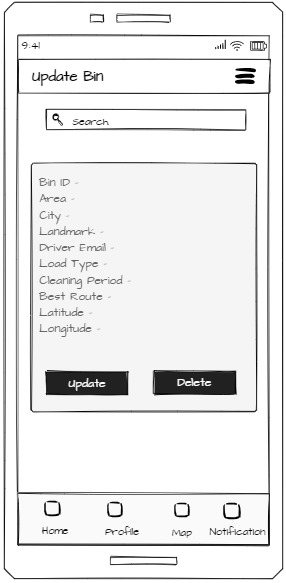 9:41
Update Bin
Search
Bin ID -
Area -
City -
Landmark -
Driver Email -
Load Type -
Cleaning Period -
Best Route -
Latitude -
Longitude -
Update Delete
Home Profile Map Notification